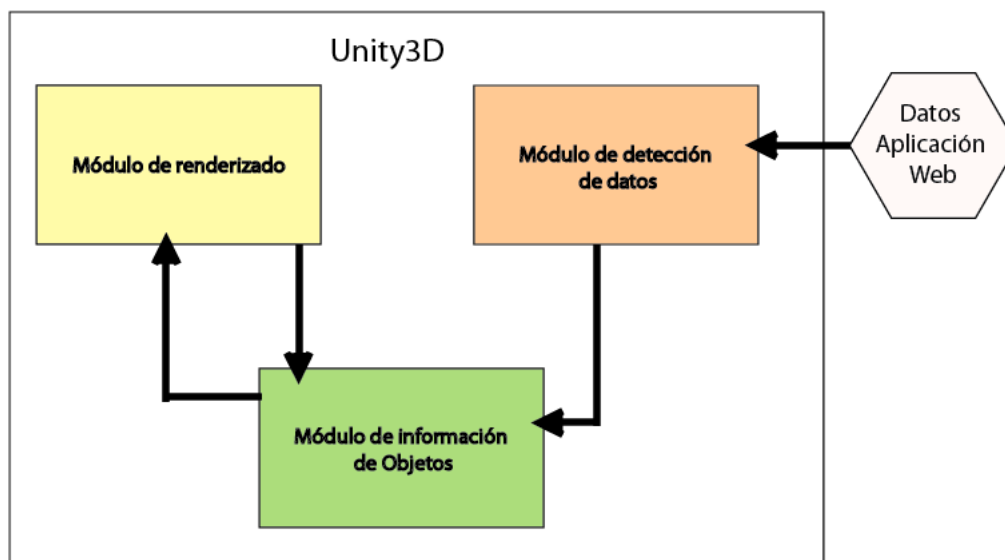 Unity3D
Módulo de renderizado
Módulo de detección
de datos
Datos
Aplicación
Web
Módulo de información
de Objetos